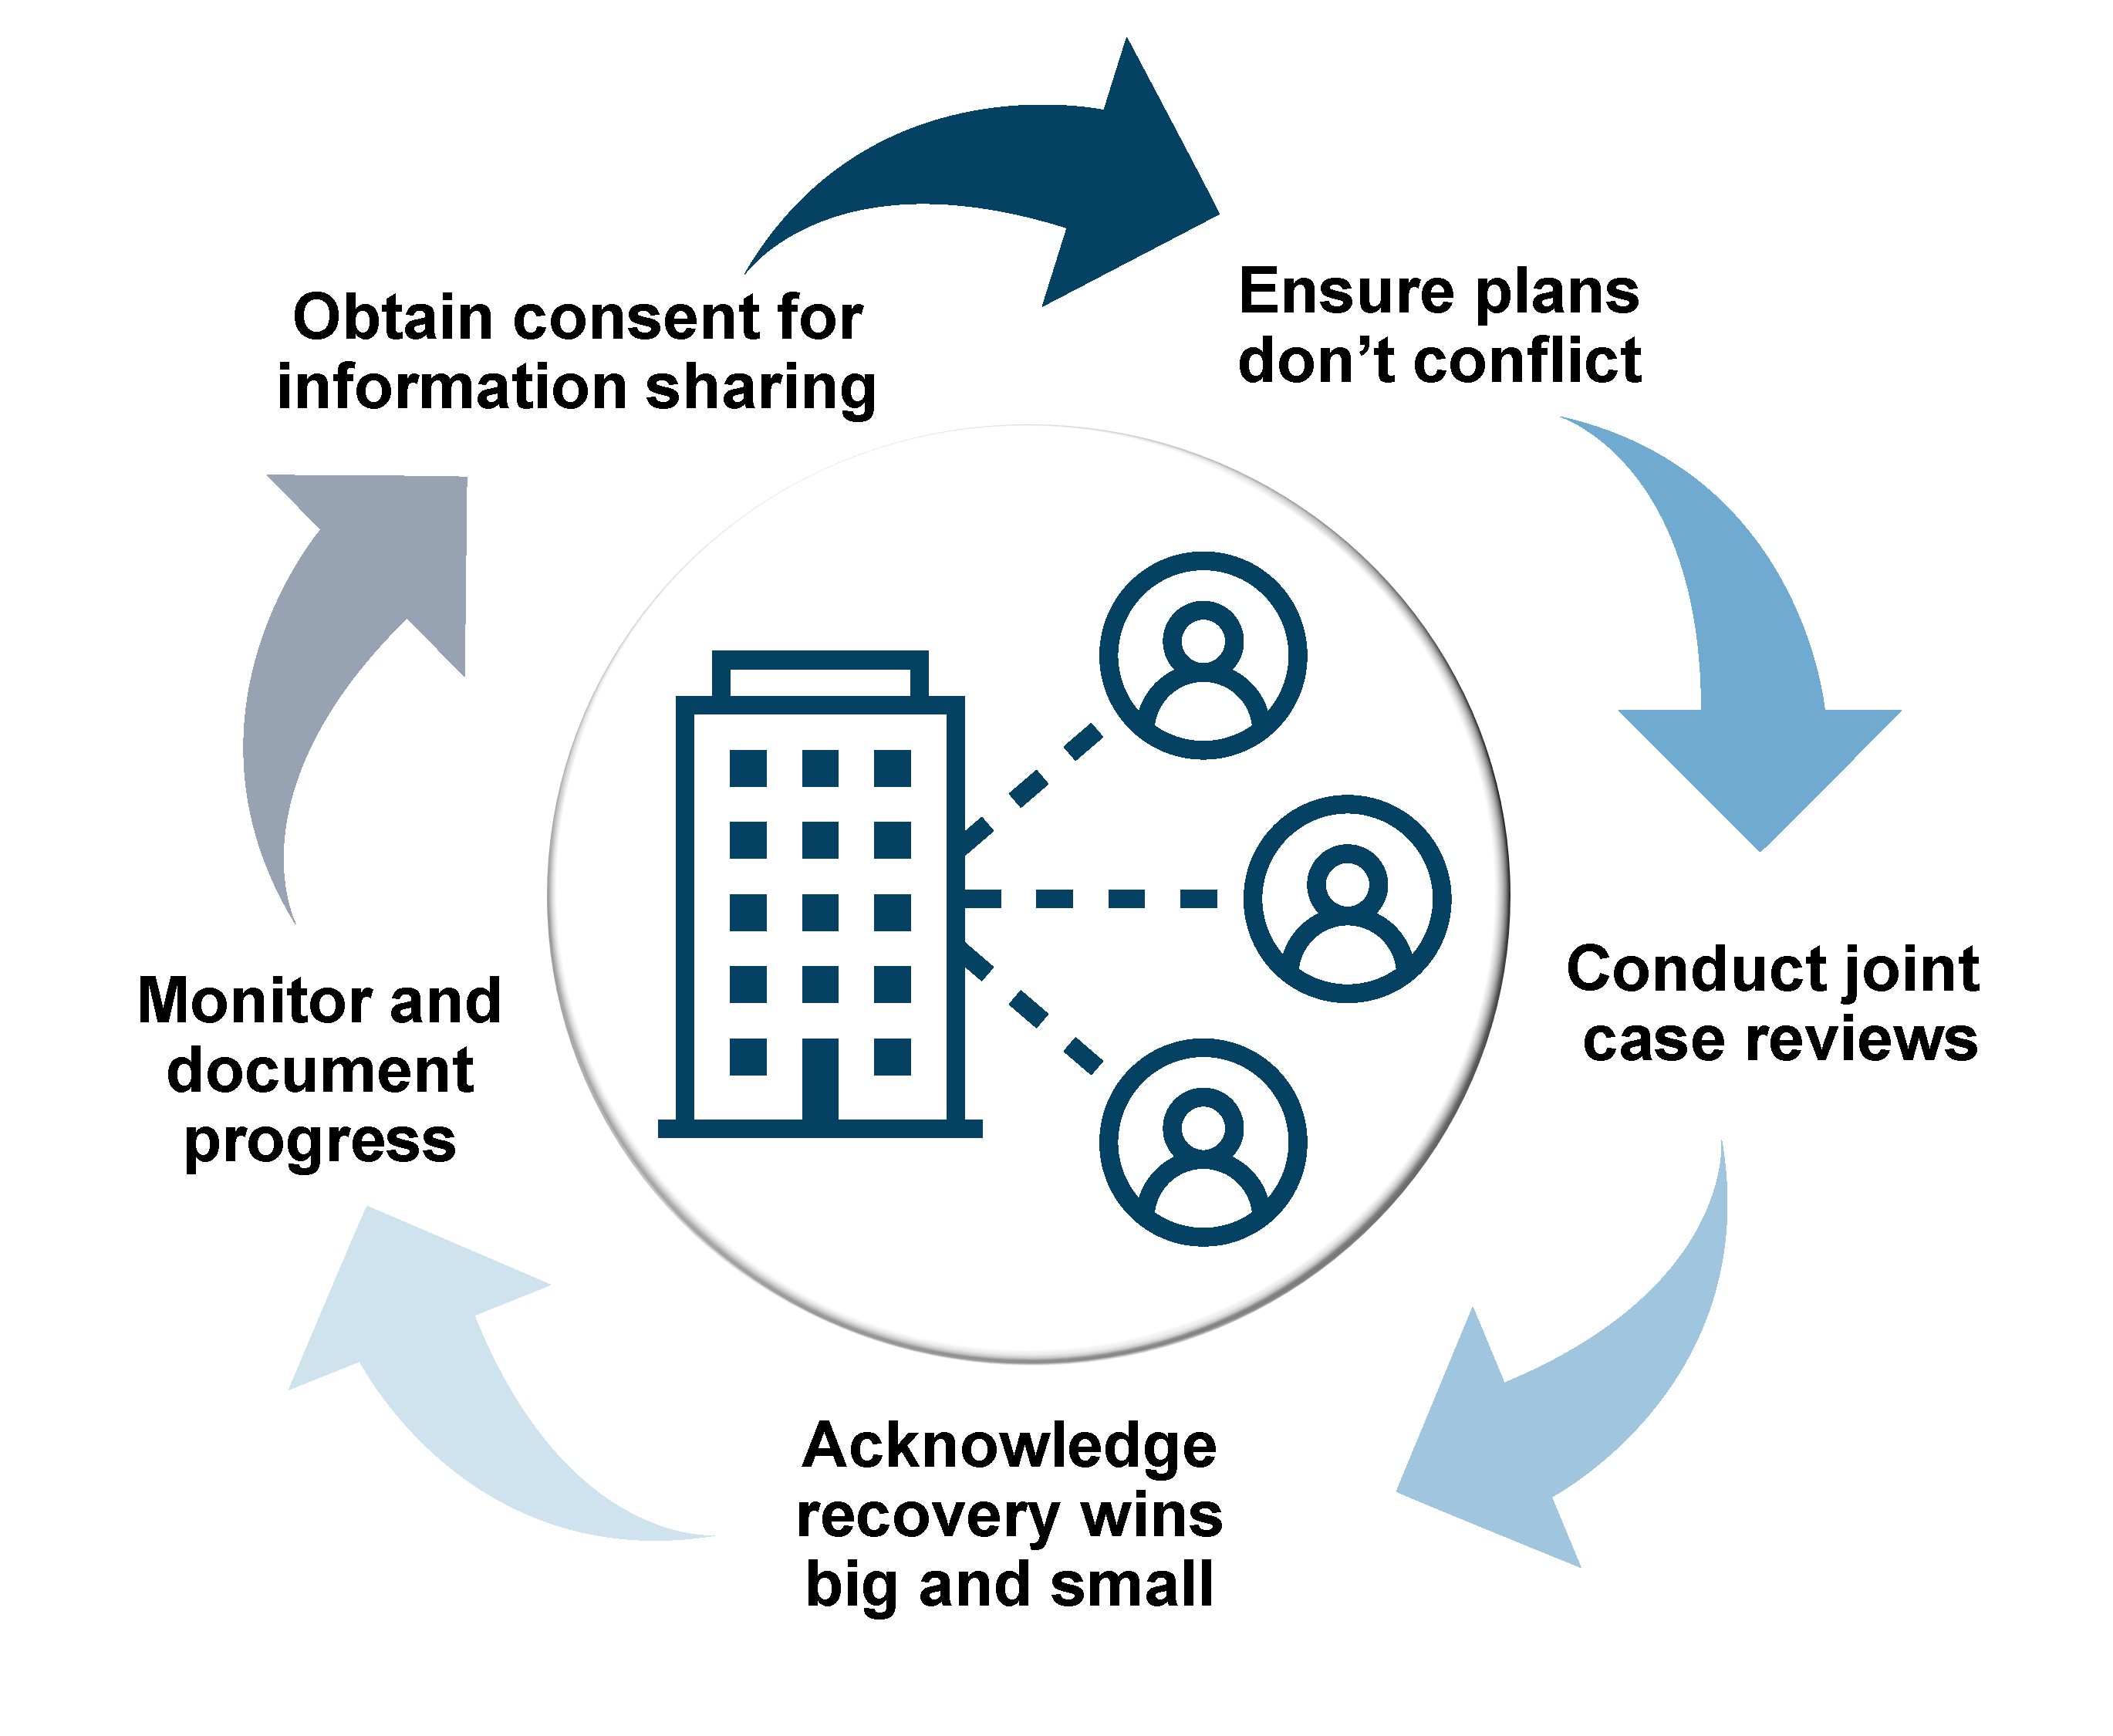 Obtain consent for
information sharing
Ensure plans
don’t conflict
Conduct joint
case reviews
Acknowledge
recovery wins
big and small
Monitor and
document
progress